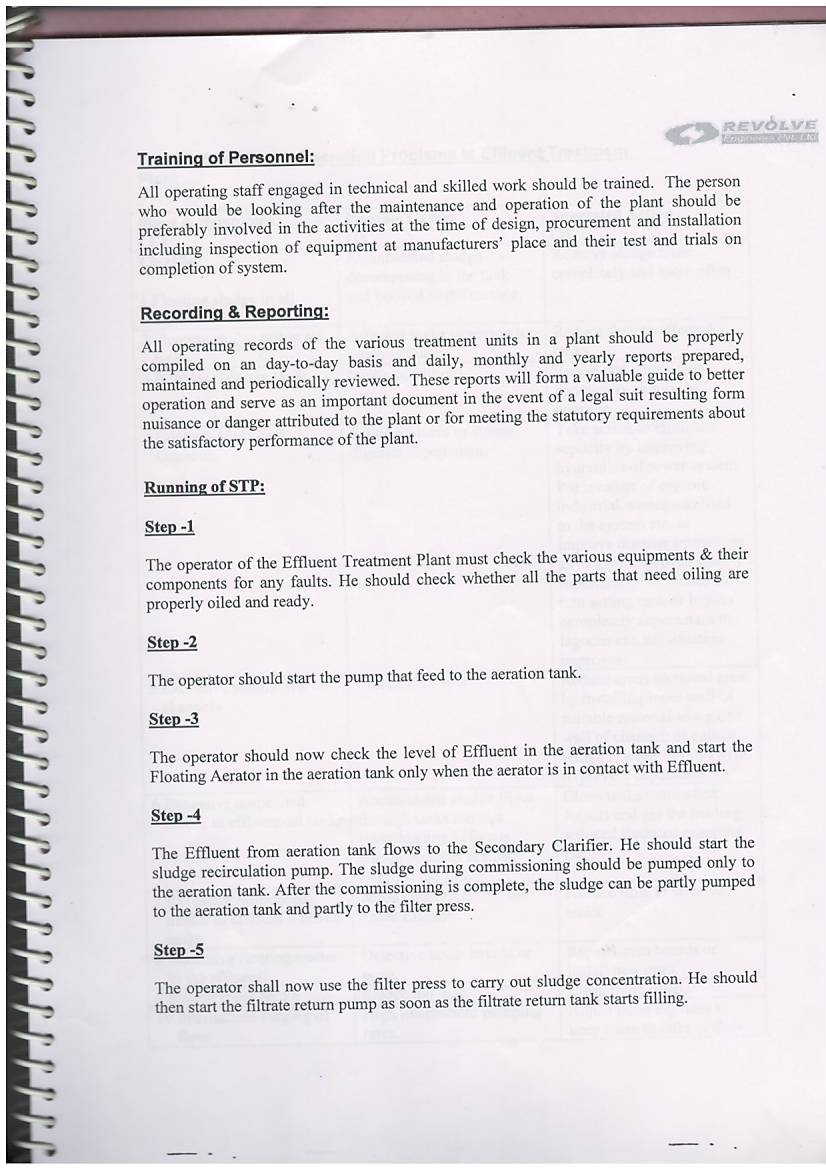 REVOLVE
Engineers Pvt. Ltd.
Training of Personnel:
All operating staff engaged in technical and skilled work should be trained. The person
who would be looking after the maintenance and operation of the plant should be
preferably involved in the activities at the time of design, procurement and installation
including inspection of equipment at manufacturers' place and their test and trials on
completion of system.
Recording & Reporting:
All operating records of the various treatment units in a plant should be properly
compiled on an day-to-day basis and daily, monthly and yearly reports prepared,
maintained and periodically reviewed. These reports will form a valuable guide to better
operation and serve as an important document in the event of a legal suit resulting form
nuisance or danger attributed to the plant or for meeting the statutory requirements about
the satisfactory performance of the plant.
Running of STP:
Step -1
The operator of the Effluent Treatment Plant must check the various equipments & their
components for any faults. He should check whether all the parts that need oiling are
properly oiled and ready.
Step -2
The operator should start the pump that feed to the aeration tank.
Step -3
The operator should now check the level of Effluent in the aeration tank and start the
Floating Aerator in the aeration tank only when the aerator is in contact with Effluent.
Step -4
The Effluent from aeration tank flows to the Secondary Clarifier. He should start the
sludge recirculation pump. The sludge during commissioning should be pumped only to
the aeration tank. After the commissioning is complete, the sludge can be partly pumped
to the aeration tank and partly to the filter press.
Step -5
The operator shall now use the filter press to carry out sludge concentration. He should
then start the filtrate return pump as soon as the filtrate return tank starts filling.